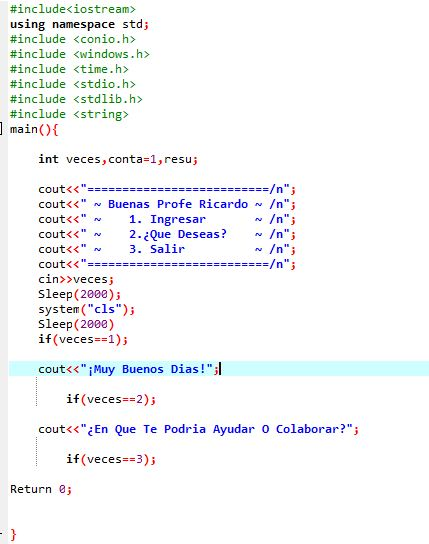 #include<iostream>
using namespace std;
#include <conio.h>
#include <windows.h>
#include <time.h>
#include <stdio.h>
#include <stdlib.h>
#include <string>
main(){
int veces,conta=1,resu;
cout<<"==========================/n";
cout<<" ~ Buenas Profe Ricardo ~ /n";
cout<<" ~    1. Ingresar       ~ /n";
cout<<" ~    2.¿Que Deseas?    ~ /n";
cout<<" ~    3. Salir          ~ /n";
cout<<"==========================/n";
cin>>veces;
Sleep(2000);
system("cls");
Sleep(2000)
if(veces==1);
cout<<"¡Muy Buenos Dias!";
if(veces==2);
cout<<"¿En Que Te Podria Ayudar O Colaborar?";
if(veces==3);
Return 0;
}